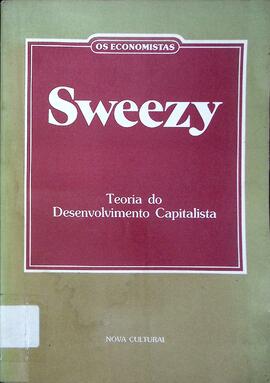 OS ECONOMISTAS
Sweezy
Teoria do
Desenvolvimento Capitalista
NOVA CULTURAL